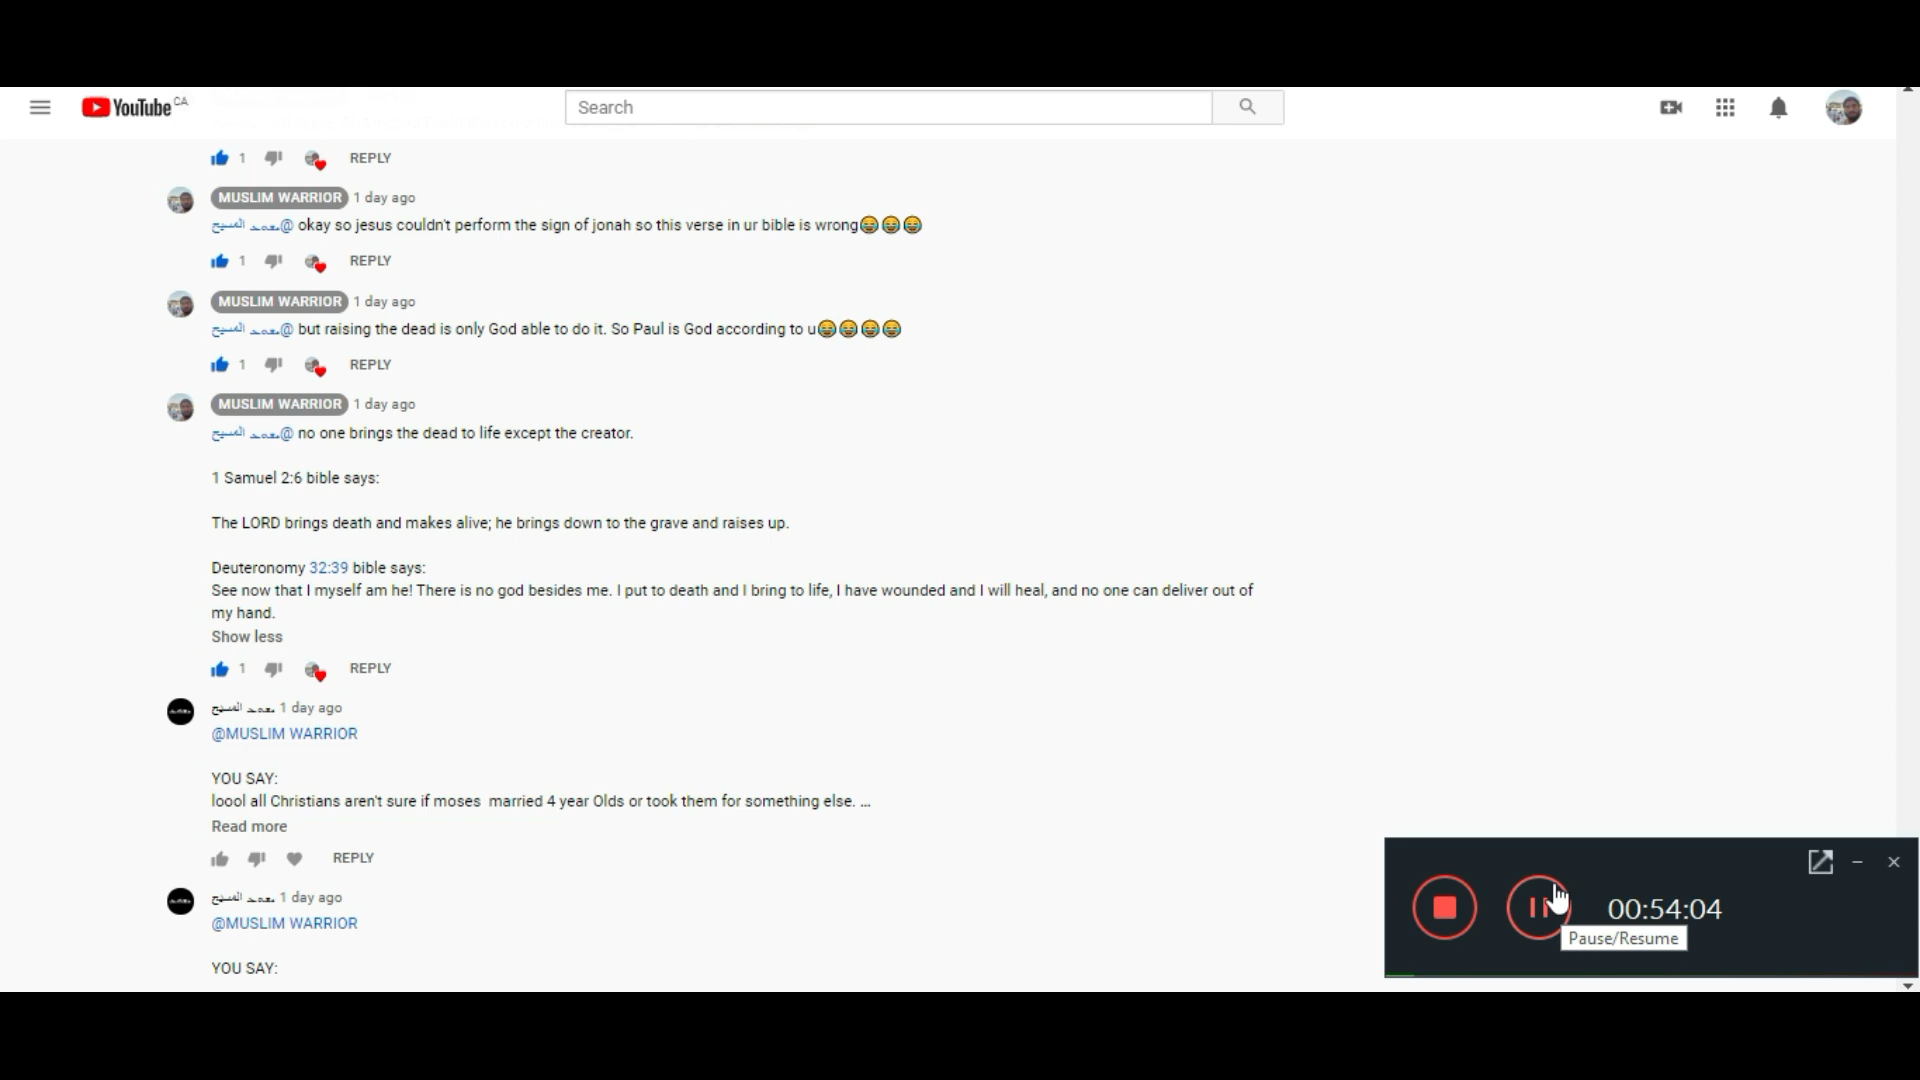 YouTube CA
Search
1 REPLY
MUSLIM WARRIOR 1 day ago
@محمد المسيح okay so jesus couldn't perform the sign of jonah so this verse in ur bible is wrong😂😂😂
1 REPLY
MUSLIM WARRIOR 1 day ago
@محمد المسيح but raising the dead is only God able to do it. So Paul is God according to u😂😂😂😂
1 REPLY
MUSLIM WARRIOR 1 day ago
@محمد المسيح no one brings the dead to life except the creator.
1 Samuel 2:6 bible says:
The LORD brings death and makes alive; he brings down to the grave and raises up.
Deuteronomy 32:39 bible says:
See now that I myself am he! There is no god besides me. I put to death and I bring to life, I have wounded and I will heal, and no one can deliver out of
my hand.
Show less
1 REPLY
محمد المسيح 1 day ago
@MUSLIM WARRIOR
YOU SAY:
loool all Christians aren't sure if moses  married 4 year Olds or took them for something else. ...
Read more
REPLY
محمد المسيح 1 day ago
@MUSLIM WARRIOR
YOU SAY:
00:54:04
Pause/Resume